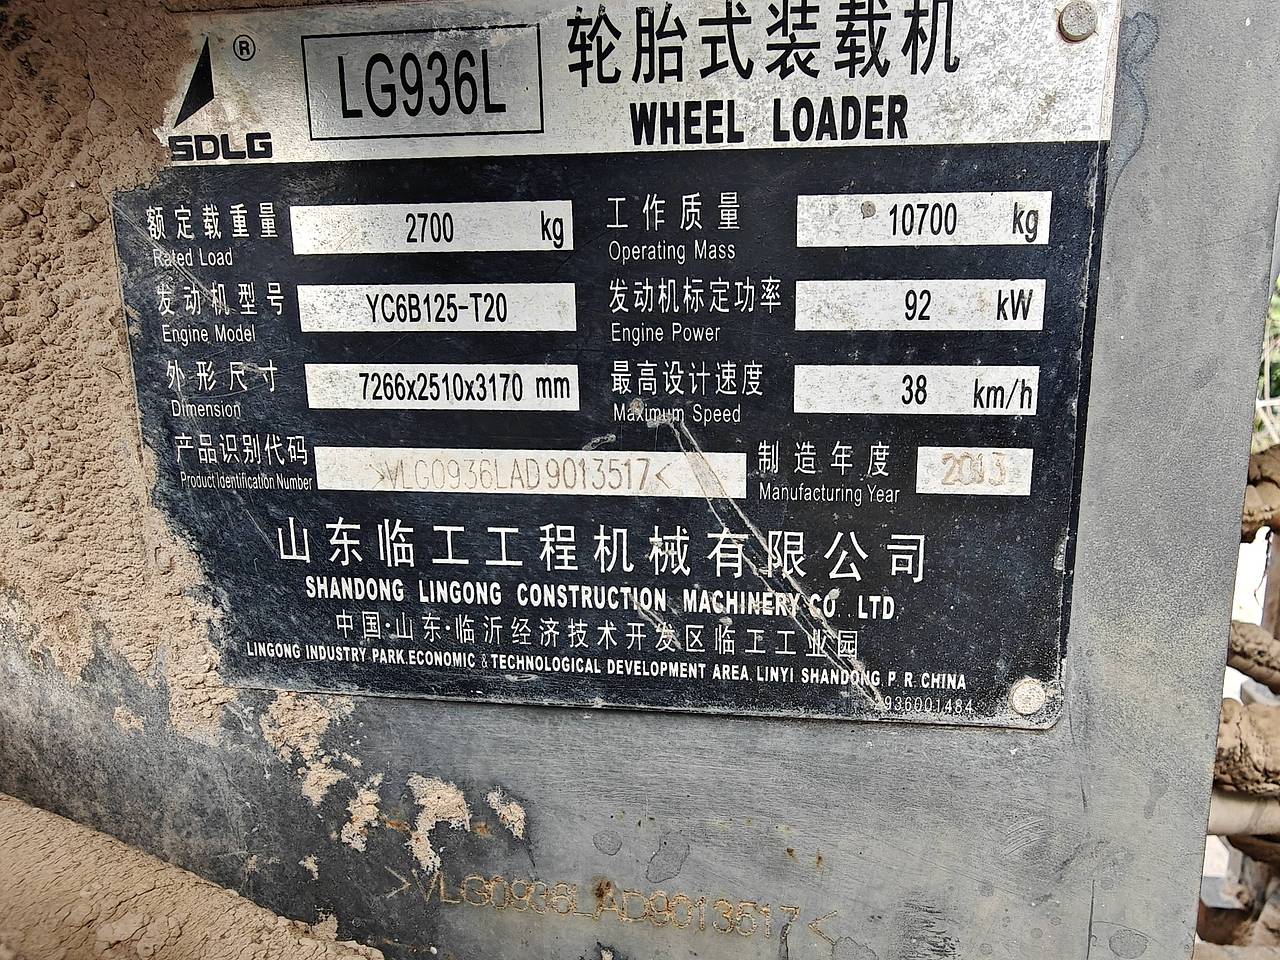 ® LG936L 轮胎式装载机
SDLG WHEEL LOADER
额定载重量 2700 kg 工作质量 10700 kg
Rated Load Operating Mass
发动机型号 YC6B125-T20 发动机标定功率 92 kW
Engine Model Engine Power
外形尺寸 7266x2510x3170 mm 最高设计速度 38 km/h
Dimension Maximum Speed
产品识别代码 >VLG0936LAD9013517< 制造年度 2013
Product Identification Number Manufacturing Year
山东临工工程机械有限公司
SHANDONG LINGONG CONSTRUCTION MACHINERY CO., LTD.
中国·山东·临沂经济技术开发区临工工业园
LINGONG INDUSTRY PARK.ECONOMIC & TECHNOLOGICAL DEVELOPMENT AREA. LINYI SHANDONG. P. R. CHINA
2936001484
>VLG0936LAD9013517<